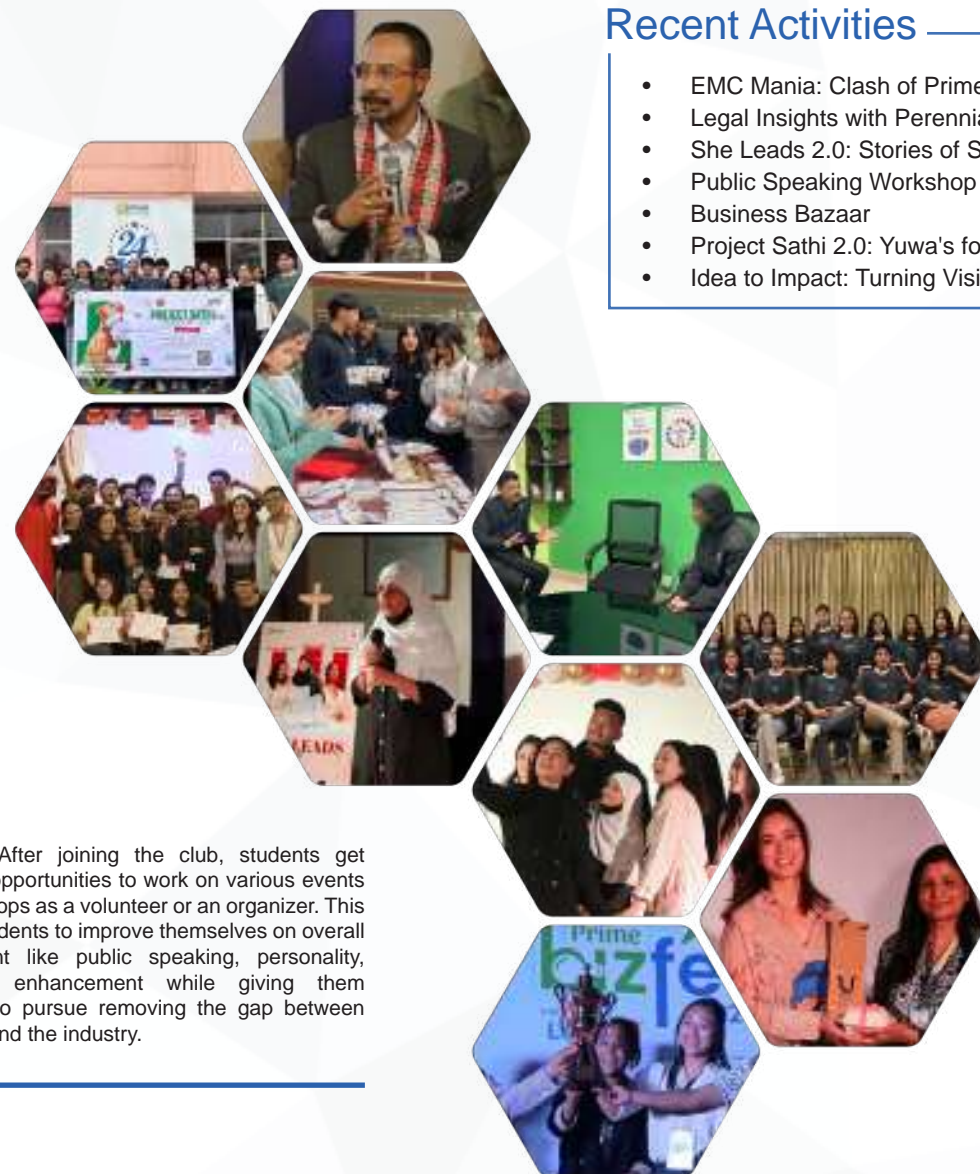 Recent Activities
• EMC Mania: Clash of Prime
• Legal Insights with Perennia
• She Leads 2.0: Stories of S
• Public Speaking Workshop
• Business Bazaar
• Project Sathi 2.0: Yuwa's fo
• Idea to Impact: Turning Visi
24
PROJECT SATHI
LEADS
After joining the club, students get
opportunities to work on various events
ops as a volunteer or an organizer. This
dents to improve themselves on overall
nt like public speaking, personality,
enhancement while giving them
o pursue removing the gap between
nd the industry.
Prime
bizfe